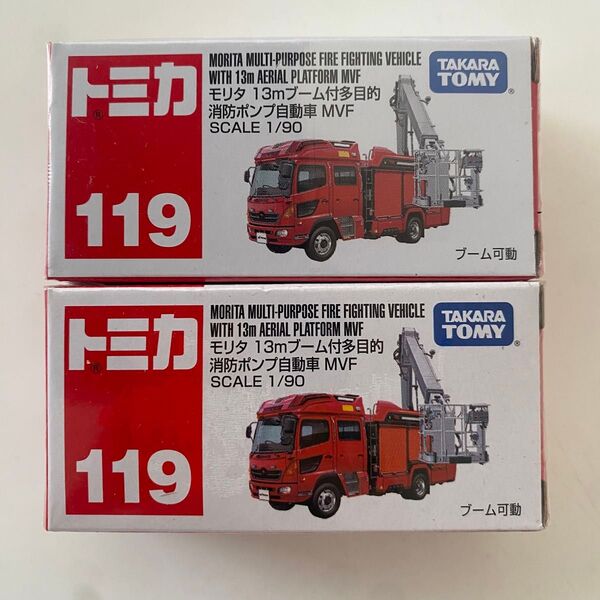 トミカ
®
119
MORITA MULTI-PURPOSE FIRE FIGHTING VEHICLE
WITH 13m AERIAL PLATFORM MVF
モリタ 13mブーム付多目的
消防ポンプ自動車 MVF
SCALE 1/90
TAKARA
TOMY
®
ブーム可動
トミカ
®
119
MORITA MULTI-PURPOSE FIRE FIGHTING VEHICLE
WITH 13m AERIAL PLATFORM MVF
モリタ 13mブーム付多目的
消防ポンプ自動車 MVF
SCALE 1/90
TAKARA
TOMY
®
ブーム可動